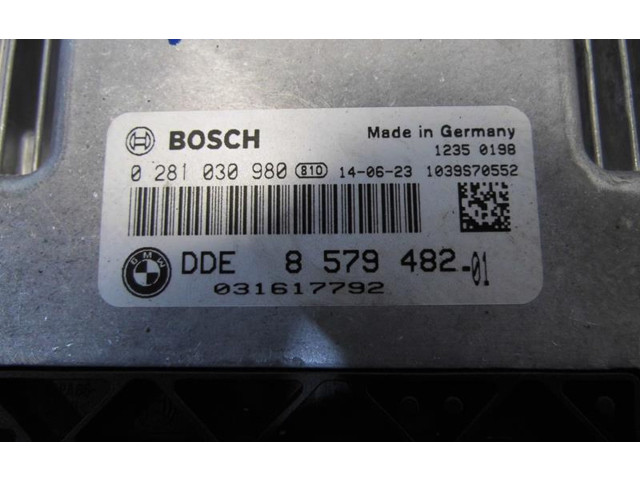 BOSCH Made in Germany
1235 0198
0 281 030 980 810 14-06-23 1039S70552
BMW DDE 8 579 482-01
031617792